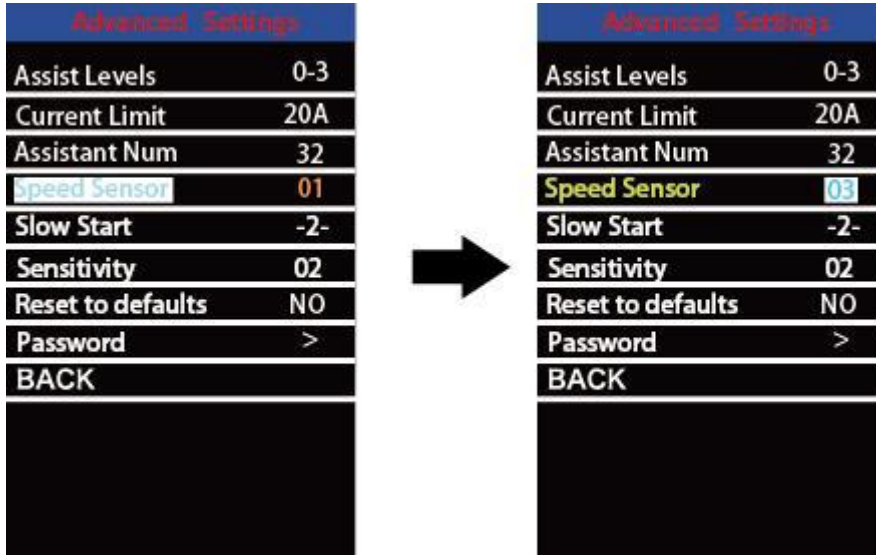 Advanced Settings
Assist Levels 0-3
Current Limit 20A
Assistant Num 32
Speed Sensor 01
Slow Start -2-
Sensitivity 02
Reset to defaults NO
Password >
BACK
Advanced Settings
Assist Levels 0-3
Current Limit 20A
Assistant Num 32
Speed Sensor 03
Slow Start -2-
Sensitivity 02
Reset to defaults NO
Password >
BACK